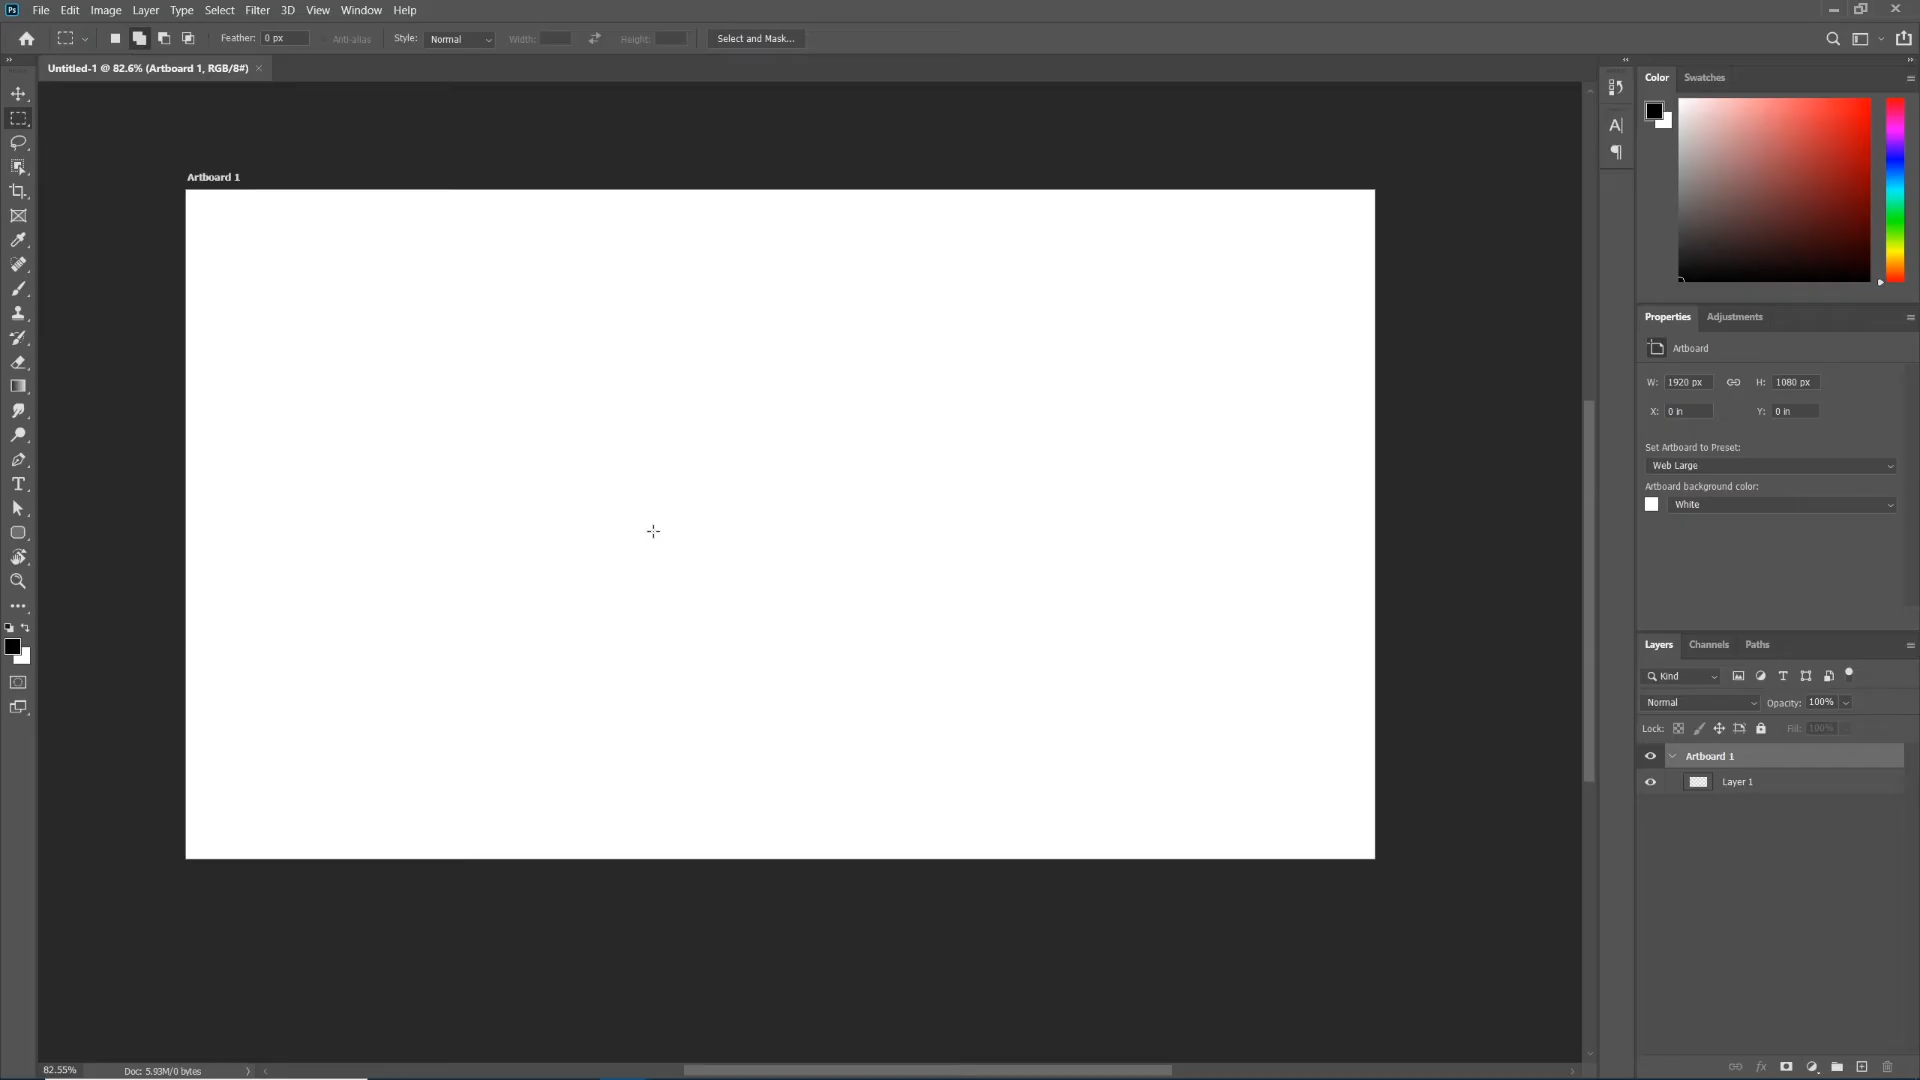 Ps File Edit Image Layer Type Select Filter 3D View Window Help
Feather: 0 px Anti-alias Style: Normal Width: Height: Select and Mask...
Untitled-1 @ 82.6% (Artboard 1, RGB/8#) ×
Color Swatches
Artboard 1
Properties Adjustments
Artboard
W: 1920 px H: 1080 px
X: 0 in Y: 0 in
Set Artboard to Preset:
Web Large
Artboard background color:
White
Layers Channels Paths
Kind
Normal Opacity: 100%
Lock: Fill: 100%
Artboard 1
Layer 1
82.55% Doc: 5.93M/0 bytes